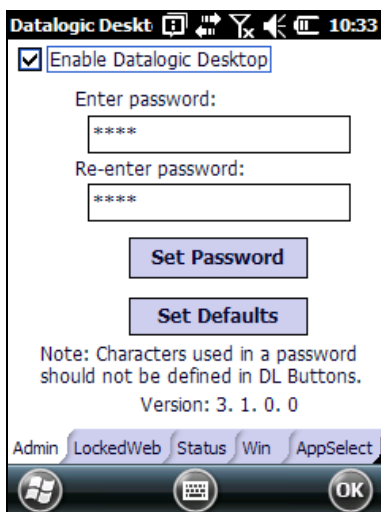 Datalogic Deskt 10:33
Enable Datalogic Desktop
Enter password:
****
Re-enter password:
****
Set Password
Set Defaults
Note: Characters used in a password
should not be defined in DL Buttons.
Version: 3. 1. 0. 0
Admin LockedWeb Status Win AppSelect
OK